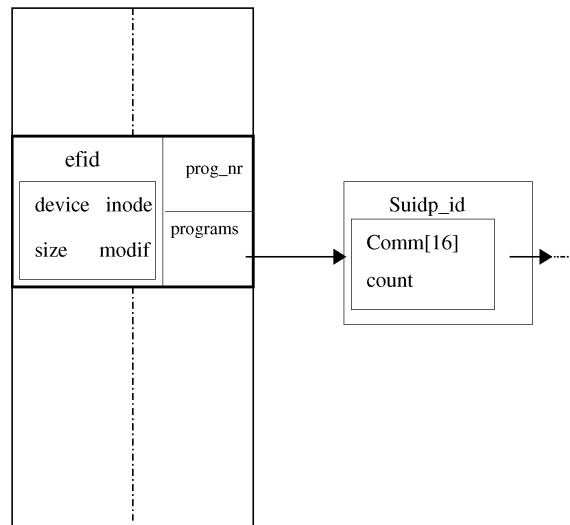 efid
prog_nr
device inode
size modif
programs
Suidp_id
Comm[16]
count